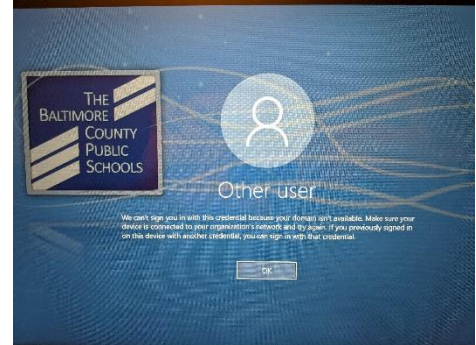 THE
BALTIMORE
COUNTY
PUBLIC
SCHOOLS
Other user
We can't sign you in with this credential because your domain isn't available. Make sure your
device is connected to your organization's network and try again. If you previously signed in
on this device with another credential, you can sign in with that credential.
OK